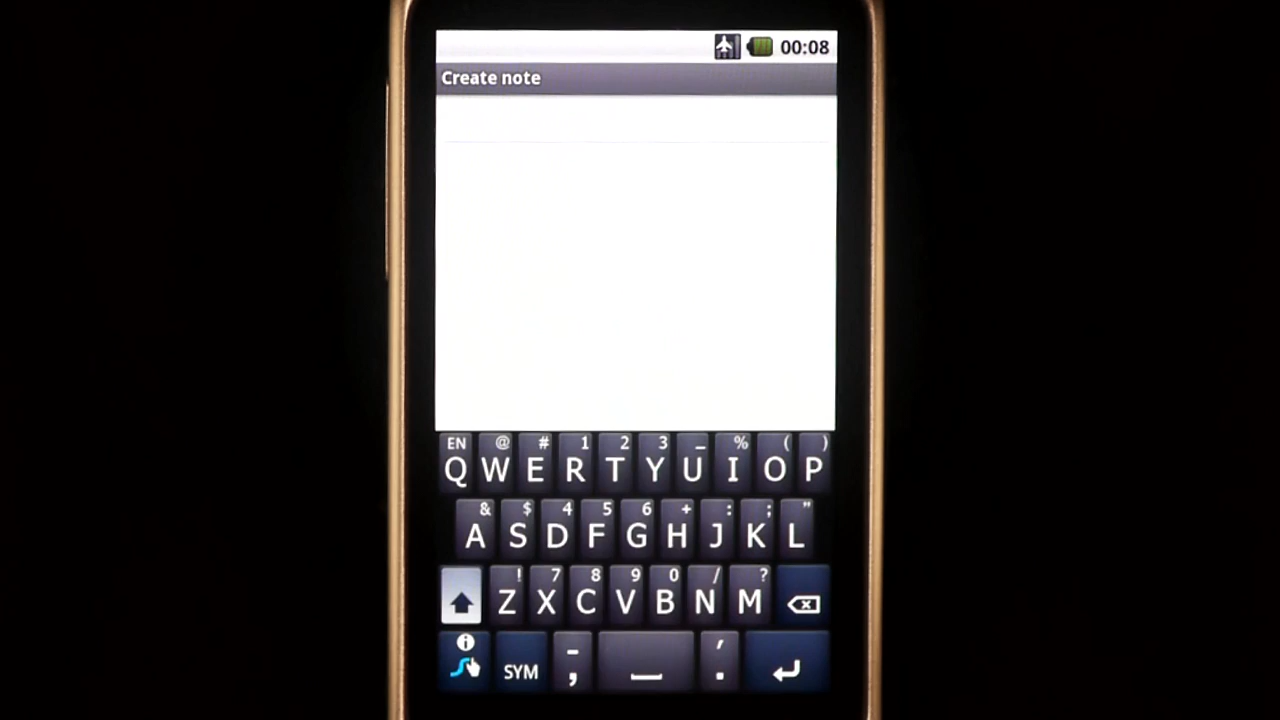 00:08
Create note
EN @ # 1 2 3 _ % ( )
Q W E R T Y U I O P
& $ 4 5 6 + : ; "
A S D F G H J K L
! 7 8 9 0 / ?
Z X C V B N M
i - '
SYM , .